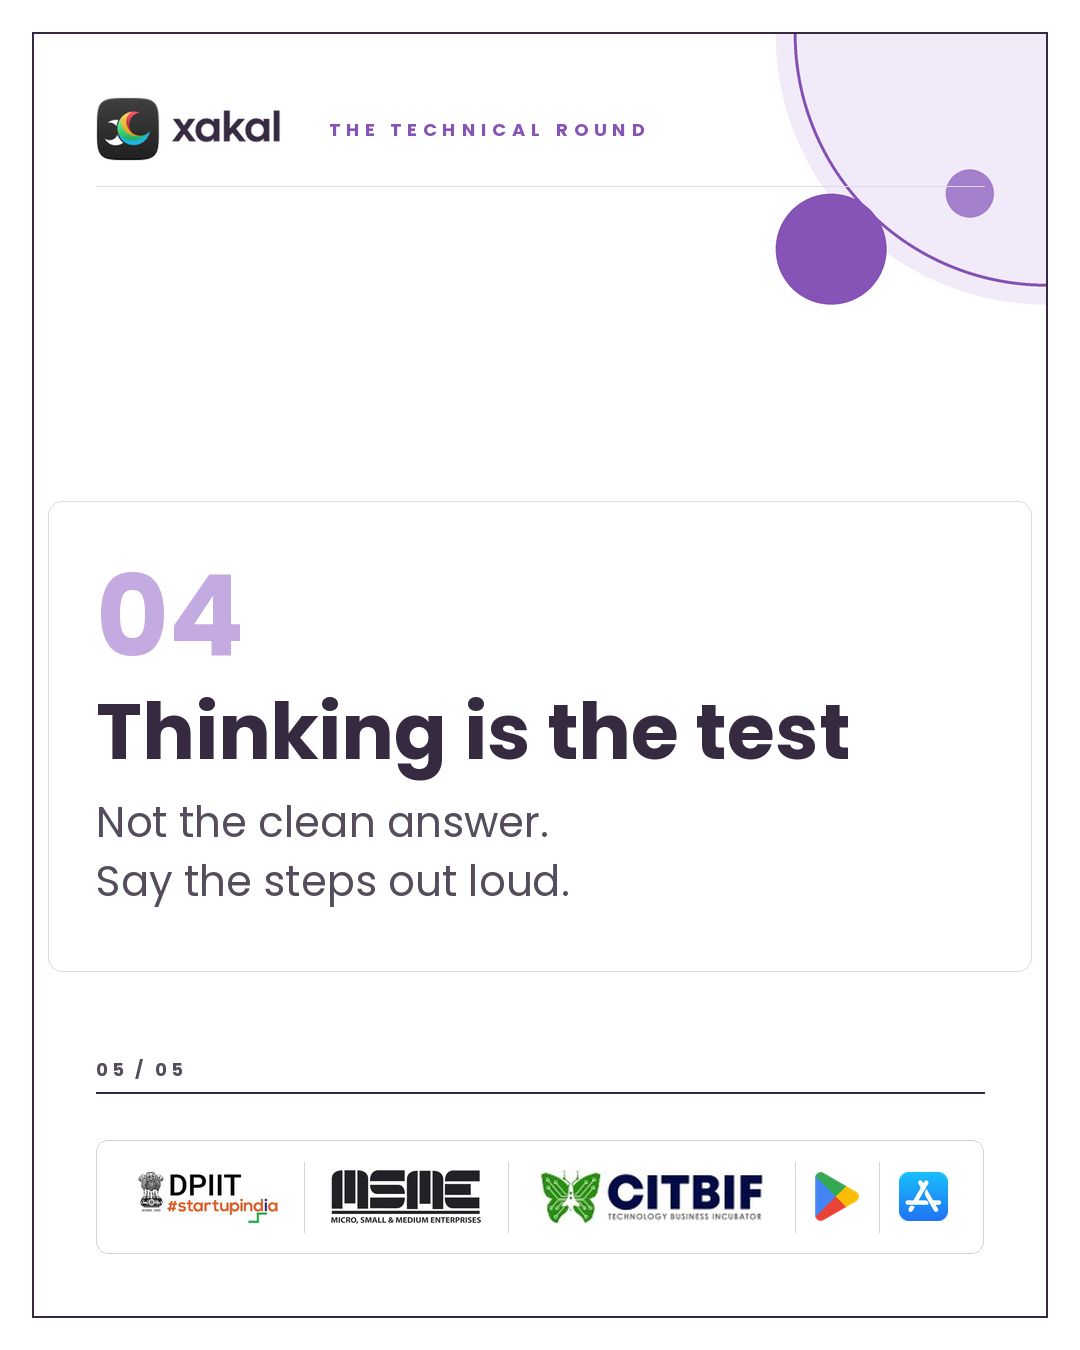 xakal
THE TECHNICAL ROUND
04
Thinking is the test
Not the clean answer.
Say the steps out loud.
05 / 05
DPIIT
#startupindia
MSME
MICRO, SMALL & MEDIUM ENTERPRISES
CITBIF
TECHNOLOGY BUSINESS INCUBATOR